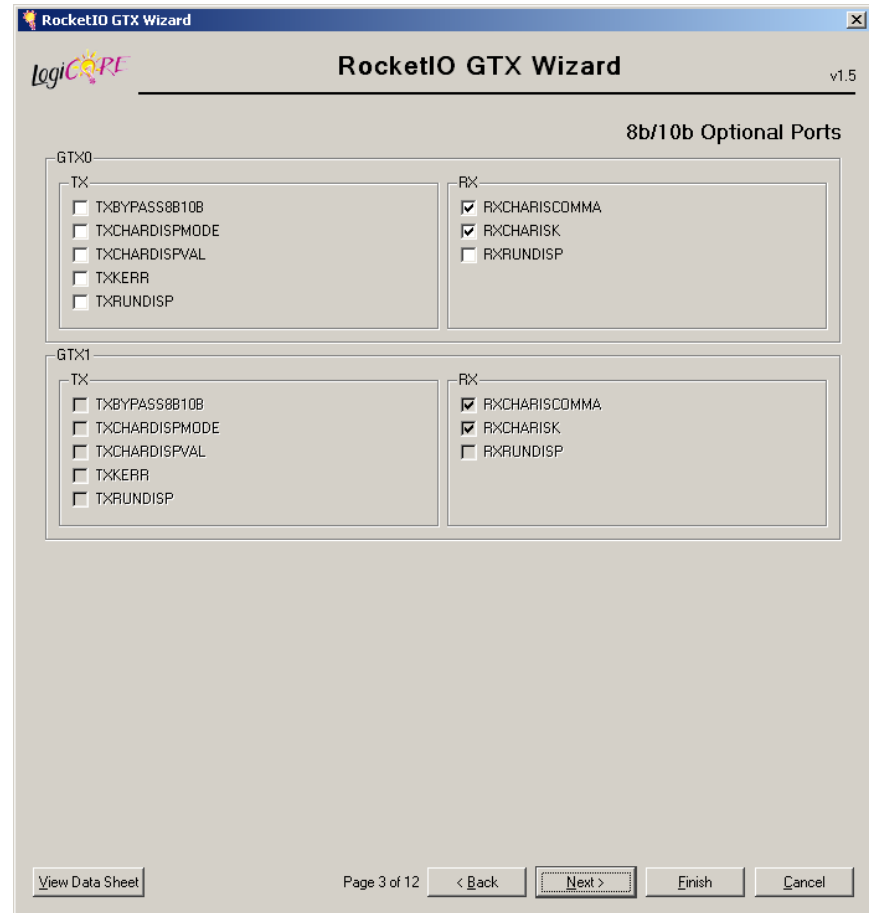 RocketIO GTX Wizard
LogiCORE
RocketIO GTX Wizard
v1.5
8b/10b Optional Ports
GTX0
TX
TXBYPASS8B10B
TXCHARDISPMODE
TXCHARDISPVAL
TXKERR
TXRUNDISP
RX
RXCHARISCOMMA
RXCHARISK
RXRUNDISP
GTX1
TX
TXBYPASS8B10B
TXCHARDISPMODE
TXCHARDISPVAL
TXKERR
TXRUNDISP
RX
RXCHARISCOMMA
RXCHARISK
RXRUNDISP
View Data Sheet
Page 3 of 12
< Back
Next >
Finish
Cancel